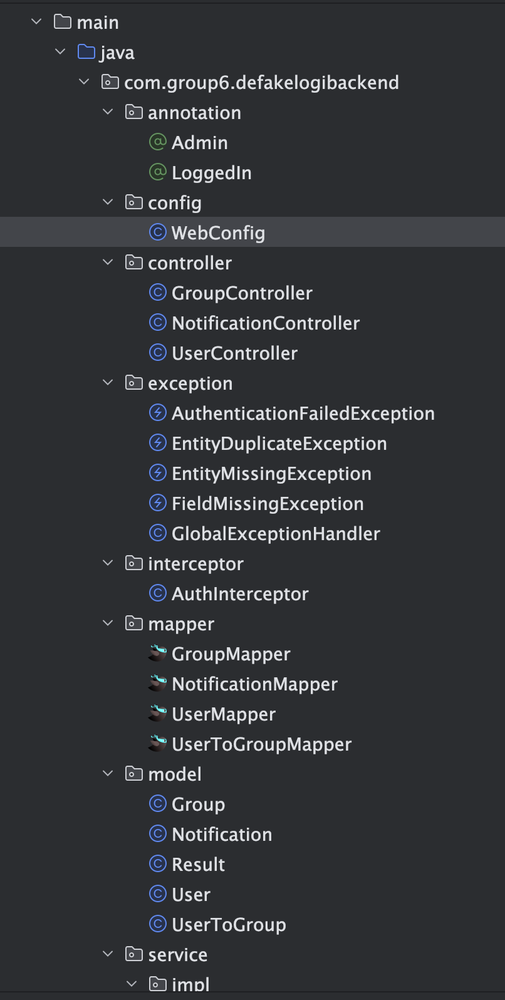 main
java
com.group6.defakelogibackend
annotation
Admin
LoggedIn
config
WebConfig
controller
GroupController
NotificationController
UserController
exception
AuthenticationFailedException
EntityDuplicateException
EntityMissingException
FieldMissingException
GlobalExceptionHandler
interceptor
AuthInterceptor
mapper
GroupMapper
NotificationMapper
UserMapper
UserToGroupMapper
model
Group
Notification
Result
User
UserToGroup
service
impl